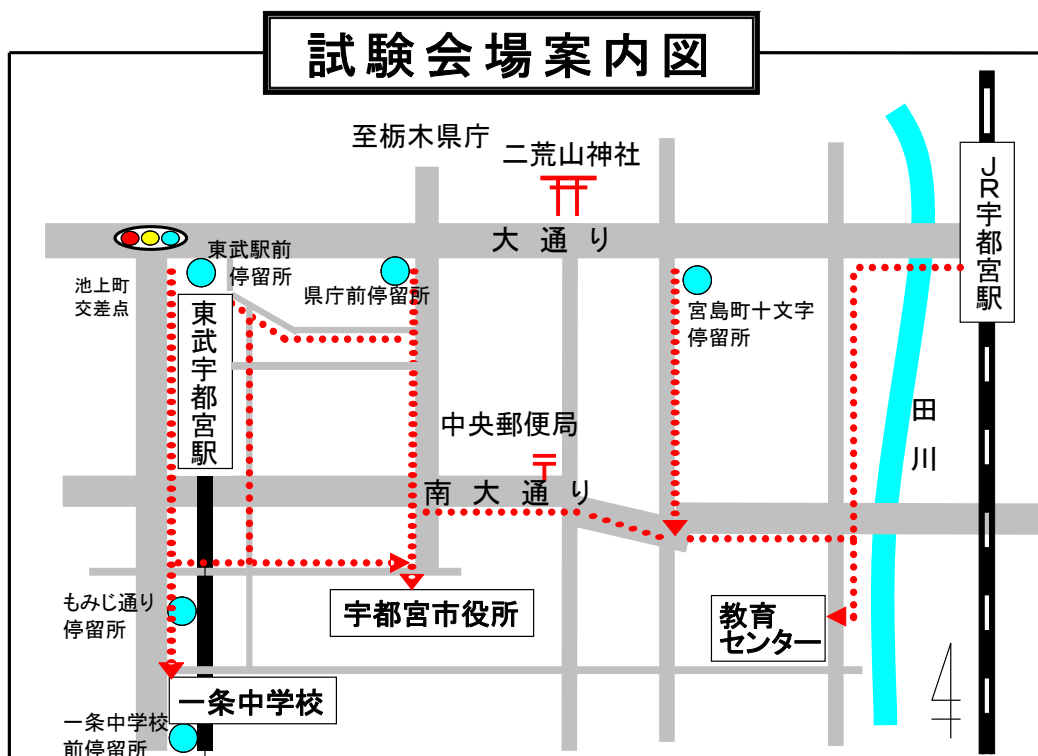 試験会場案内図
至栃木県庁
二荒山神社
大通り
池上町
交差点
東武駅前
停留所
県庁前停留所
宮島町十文字
停留所
JR宇都宮駅
東武宇都宮駅
田川
中央郵便局
〒
南大通り
もみじ通り
停留所
宇都宮市役所
教育
センター
一条中学校
一条中学校
前停留所